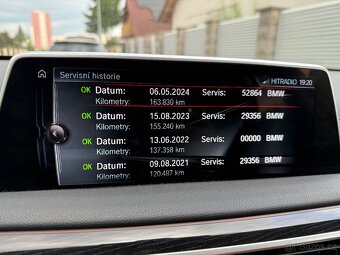 Servisní historie
HITRADIO 19:20
OK Datum: 06.05.2024 Servis: 52864 BMW
Kilometry: 163.830 km
OK Datum: 15.08.2023 Servis: 29356 BMW
Kilometry: 155.240 km
OK Datum: 13.06.2022 Servis: 00000 BMW
Kilometry: 137.358 km
OK Datum: 09.08.2021 Servis: 29356 BMW
Kilometry: 120.487 km